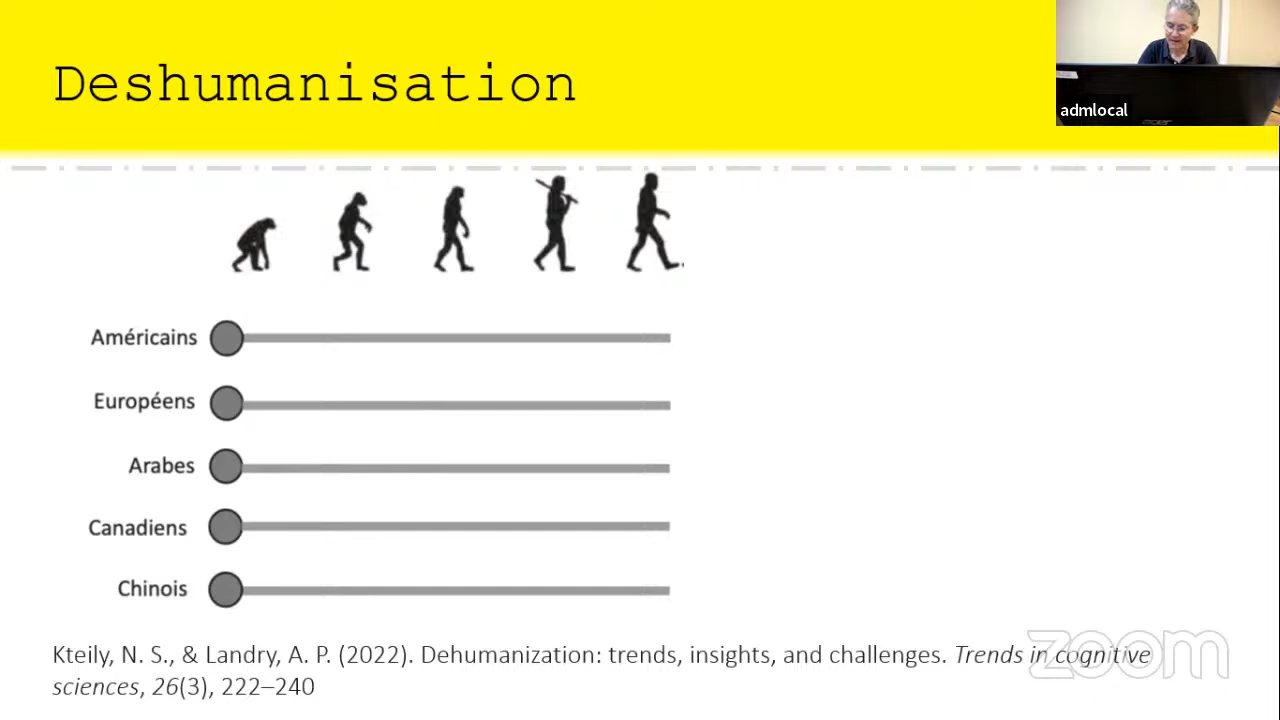 Deshumanisation
admlocal
acer
Américains
Européens
Arabes
Canadiens
Chinois
Kteily, N. S., & Landry, A. P. (2022). Dehumanization: trends, insights, and challenges. Trends in cognitive
sciences, 26(3), 222–240
zoom